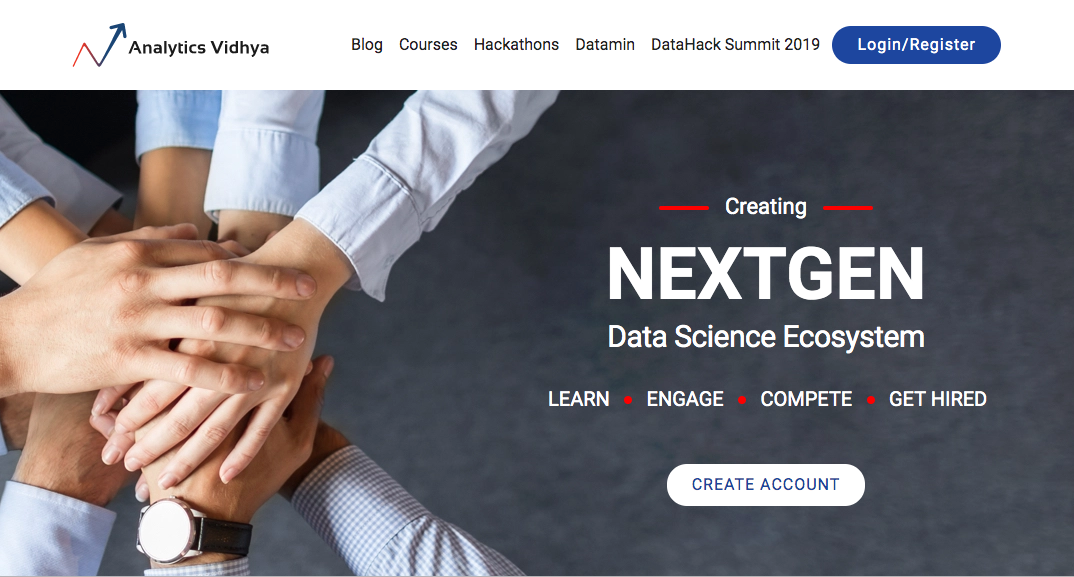 Analytics Vidhya
Blog Courses Hackathons Datamin DataHack Summit 2019 Login/Register
Creating
NEXTGEN
Data Science Ecosystem
LEARN • ENGAGE • COMPETE • GET HIRED
CREATE ACCOUNT